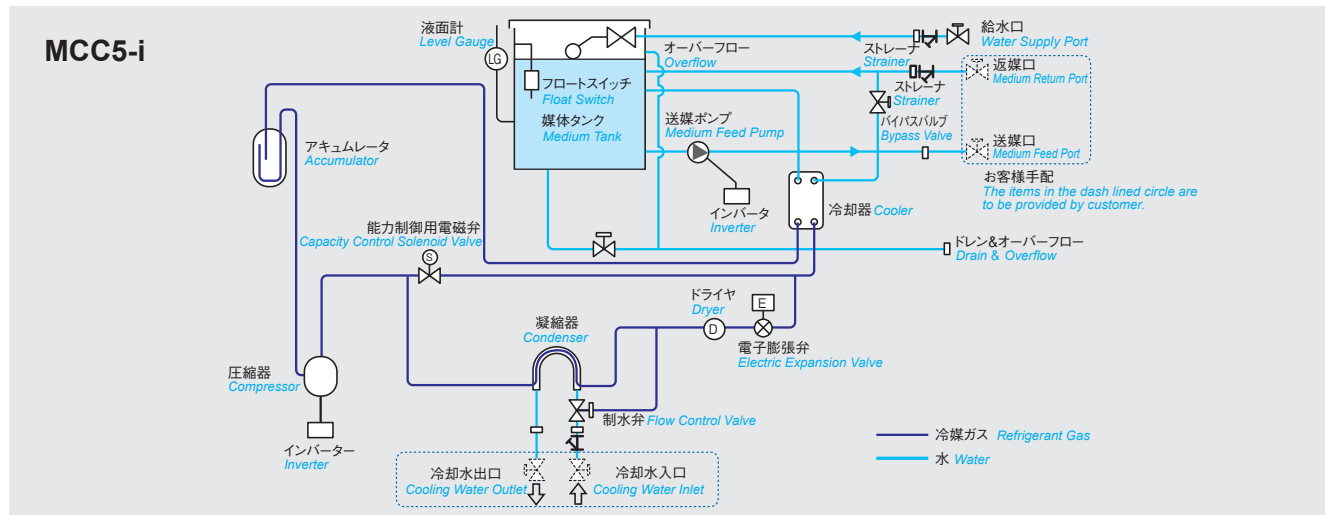 MCC5-i
液面計
Level Gauge
LG
フロートスイッチ
Float Switch
媒体タンク
Medium Tank
オーバーフロー
Overflow
ストレーナ
Strainer
給水口
Water Supply Port
返媒口
Medium Return Port
ストレーナ
Strainer
バイパスバルブ
Bypass Valve
送媒ポンプ
Medium Feed Pump
送媒口
Medium Feed Port
お客様手配
The items in the dash lined circle are
to be provided by customer.
アキュムレータ
Accumulator
インバータ
Inverter
冷却器 Cooler
能力制御用電磁弁
Capacity Control Solenoid Valve
S
ドレン&オーバーフロー
Drain & Overflow
ドライヤ
Dryer
D
E
電子膨張弁
Electric Expansion Valve
凝縮器
Condenser
圧縮器
Compressor
制水弁 Flow Control Valve
インバーター
Inverter
冷却水出口
Cooling Water Outlet
冷却水入口
Cooling Water Inlet
冷媒ガス Refrigerant Gas
水 Water